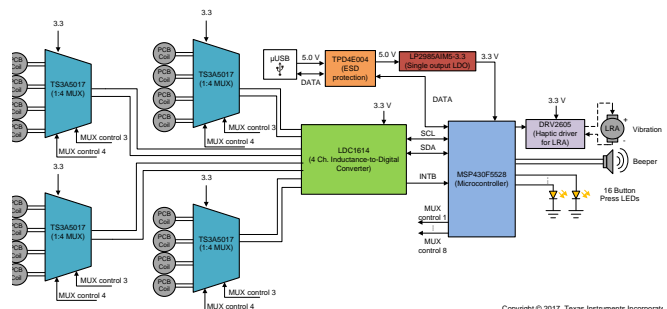 3.3
3.3
PCB
Coil
PCB
Coil
PCB
Coil
PCB
Coil
TS3A5017
(1:4 MUX)
MUX control 3
MUX control 4
PCB
Coil
PCB
Coil
PCB
Coil
PCB
Coil
TS3A5017
(1:4 MUX)
MUX control 3
MUX control 4
µUSB
5.0 V
DATA
TPD4E004
(ESD
protection)
5.0 V
LP2985AIM5-3.3
(Single output LDO)
3.3 V
DATA
3.3 V
LDC1614
(4 Ch. Inductance-to-Digital
Converter)
SCL
SDA
INTB
MSP430F5528
(Microcontroller)
MUX
control 1
MUX
control 8
3.3 V
DRV2605
(Haptic driver
for LRA)
LRA
+
-
Vibration
Beeper
16 Button
Press LEDs
3.3
3.3
PCB
Coil
PCB
Coil
PCB
Coil
PCB
Coil
TS3A5017
(1:4 MUX)
MUX control 3
MUX control 4
PCB
Coil
PCB
Coil
PCB
Coil
PCB
Coil
TS3A5017
(1:4 MUX)
MUX control 3
MUX control 4
Copyright © 2017, Texas Instruments Incorporate